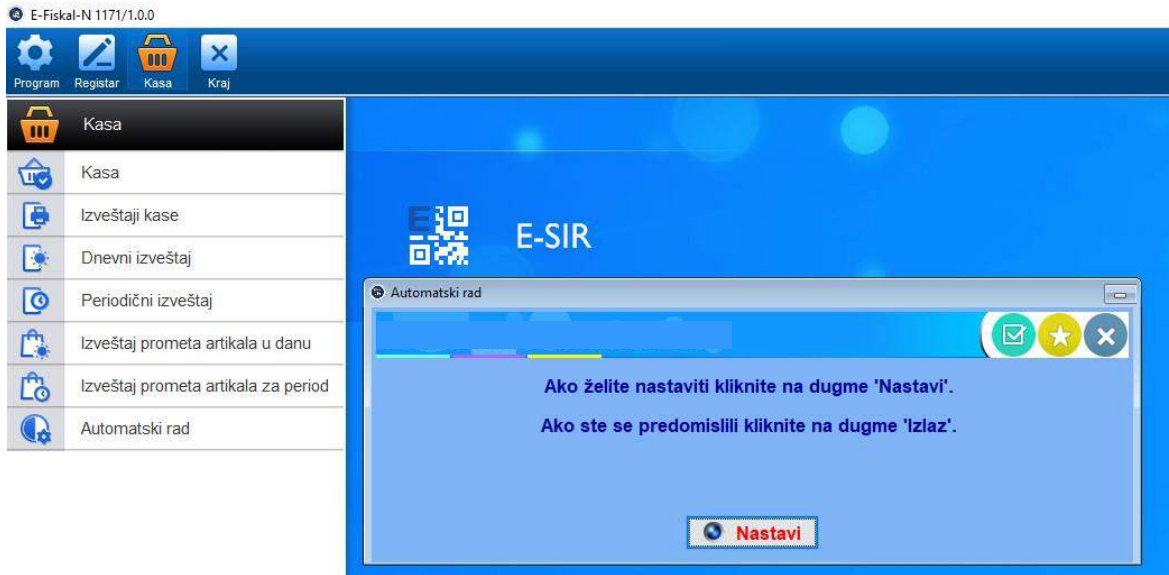 E-Fiskal-N 1171/1.0.0
Program Registar Kasa Kraj
Kasa
Kasa
Izveštaji kase
Dnevni izveštaj
Periodični izveštaj
Izveštaj prometa artikala u danu
Izveštaj prometa artikala za period
Automatski rad
E-SIR
Automatski rad
Ako želite nastaviti kliknite na dugme 'Nastavi'.
Ako ste se predomislili kliknite na dugme 'Izlaz'.
Nastavi